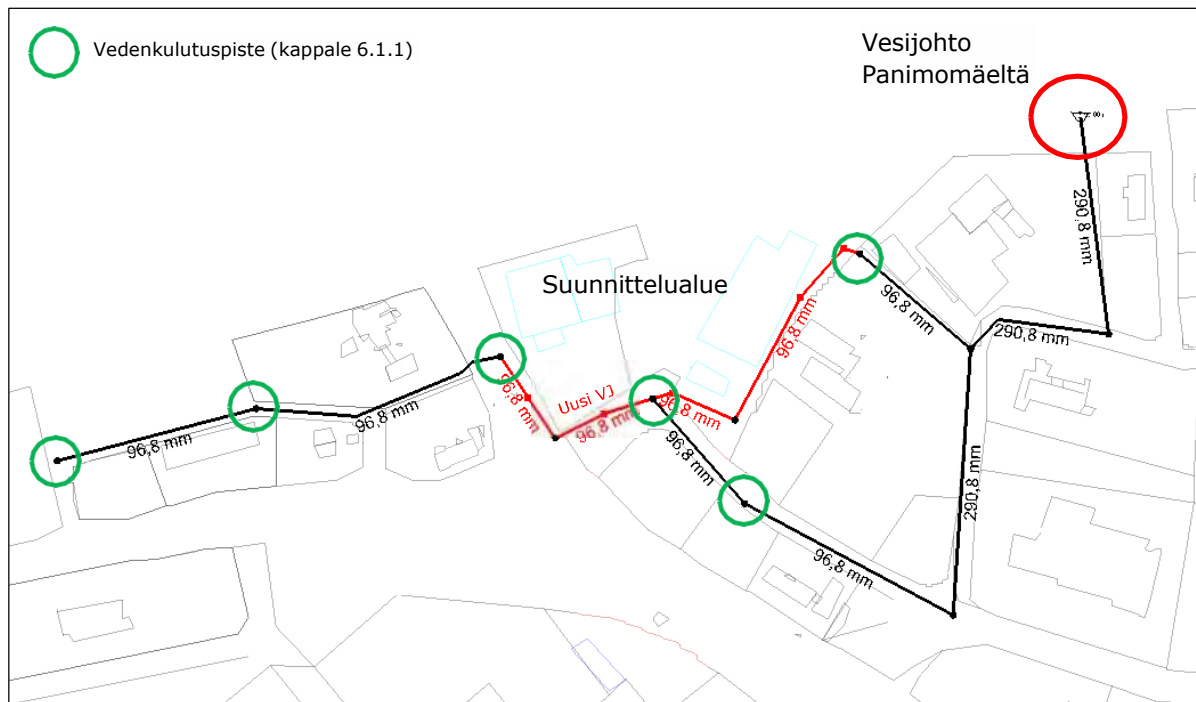 Vedenkulutuspiste (kappale 6.1.1)
Vesijohto
Panimomäeltä
290,8 mm
Suunnittelualue
96,8 mm
96,8 mm
290,8 mm
96,8 mm
Uusi VJ
96,8 mm
96,8 mm
96,8 mm
96,8 mm
96,8 mm
290,8 mm
96,8 mm